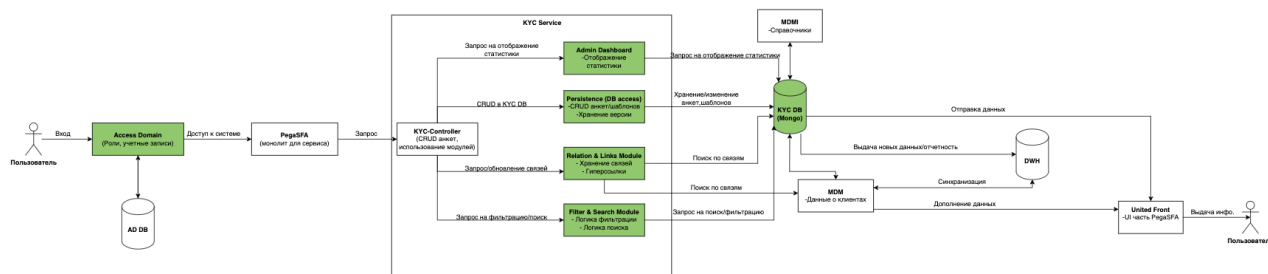 KYC Service
MDMI
-Справочники
Запрос на отображение
статистики
Admin Dashboard
-Отображение
статистики
Запрос на отображение статистики
CRUD в KYC DB
Persistence (DB access)
-CRUD анкет/шаблонов
-Хранение версии
Хранение/изменение
анкет,шаблонов
KYC DB
(Mongo)
Отправка данных
Пользователь
Вход
Access Domain
(Роли, учетные записи)
Доступ к системе
PegaSFA
(монолит для сервиса)
Запрос
KYC-Controller
(CRUD анкет,
использование модулей)
Выдача новых данных/отчетность
DWH
Запрос/обновление связей
Relation & Links Module
- Хранение связей
- Гиперссылки
Поиск по связям
Поиск по связям
MDM
-Данные о клиентах
Синхронизация
AD DB
Запрос на фильтрацию/поиск
Filter & Search Module
- Логика фильтрации
- Логика поиска
Запрос на поиск/фильтрацию
Дополнение данных
United Front
-UI часть PegaSFA
Выдача инфо.
Пользовател